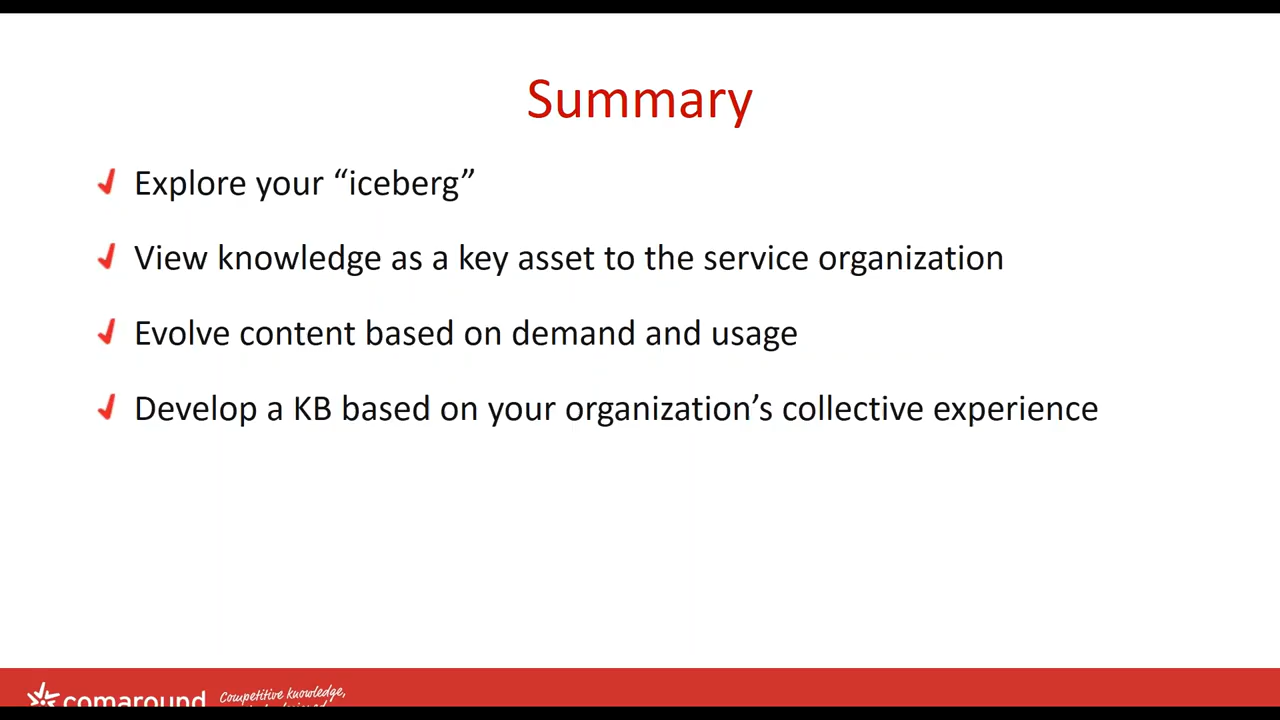 Summary
Explore your “iceberg”
View knowledge as a key asset to the service organization
Evolve content based on demand and usage
Develop a KB based on your organization’s collective experience
comaround
Competitive knowledge,